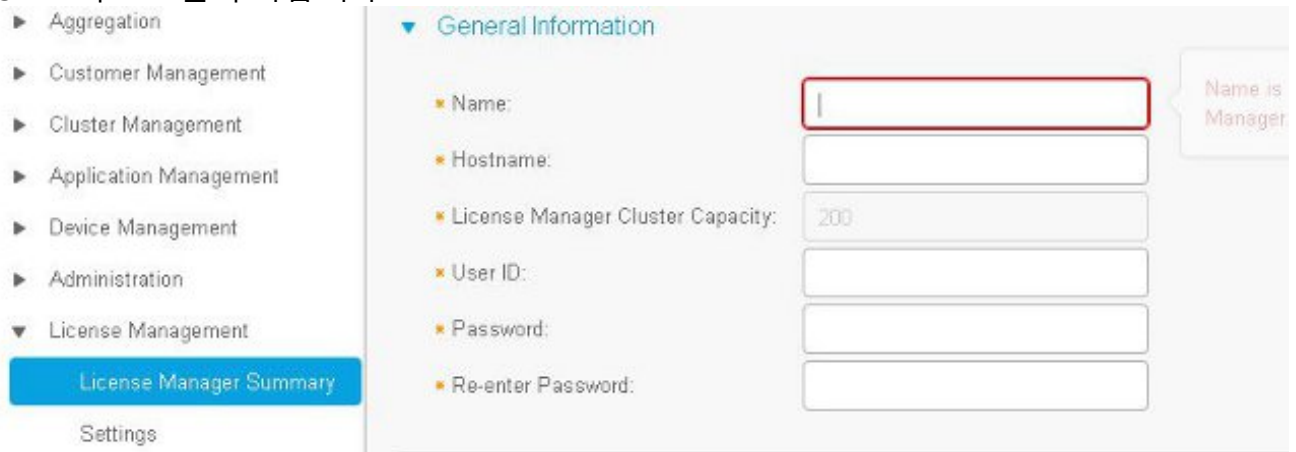 Aggregation
Customer Management
Cluster Management
Application Management
Device Management
Administration
License Management
License Manager Summary
Settings
General Information
* Name:
Name is
Manager
* Hostname:
* License Manager Cluster Capacity:
200
* User ID:
* Password:
* Re-enter Password: